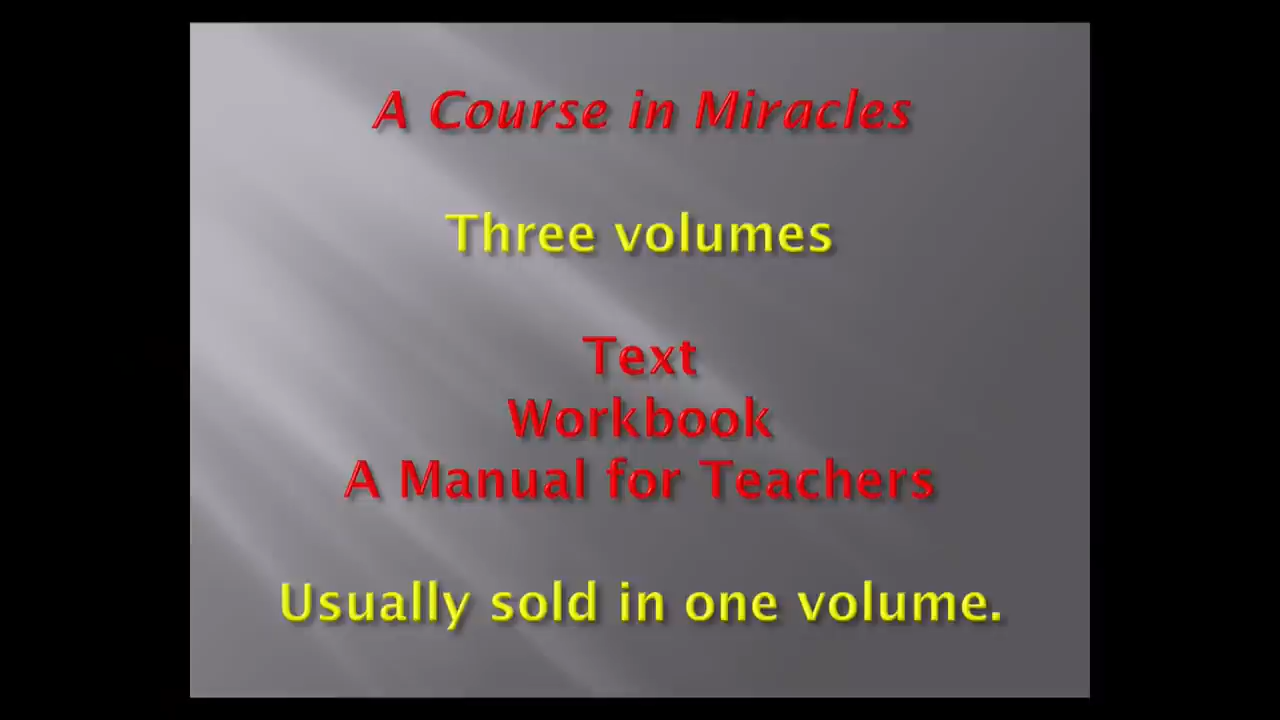 A Course in Miracles
Three volumes
Text
Workbook
A Manual for Teachers
Usually sold in one volume.